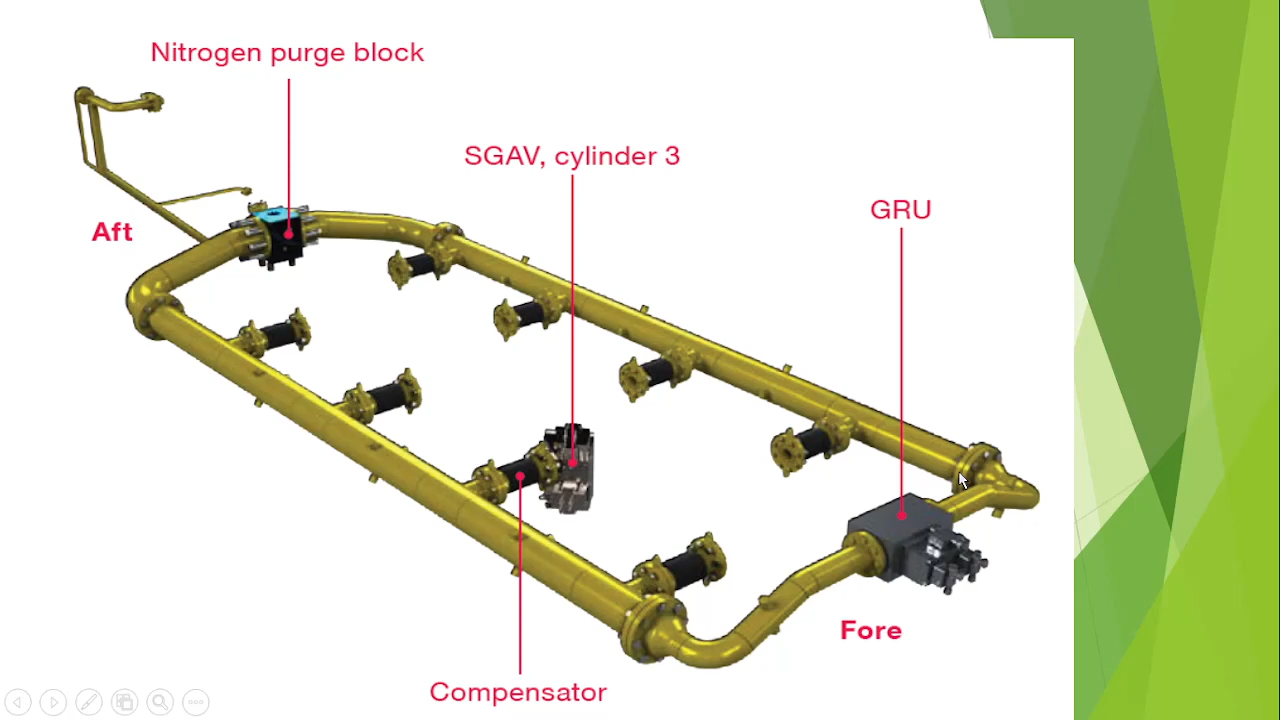 Nitrogen purge block
SGAV, cylinder 3
GRU
Aft
Fore
Compensator